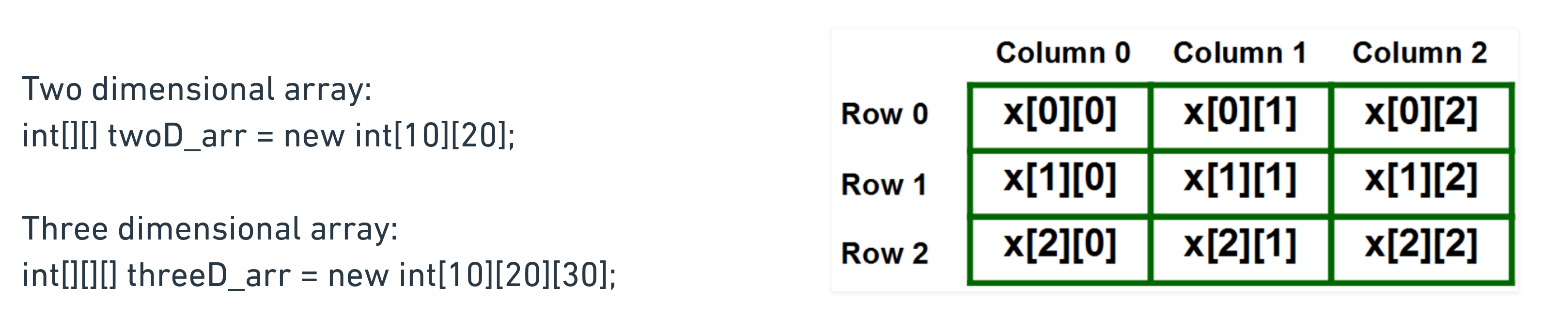 Two dimensional array:
int[][] twoD_arr = new int[10][20];
Three dimensional array:
int[][][] threeD_arr = new int[10][20][30];
Column 0 Column 1 Column 2
Row 0 x[0][0] x[0][1] x[0][2]
Row 1 x[1][0] x[1][1] x[1][2]
Row 2 x[2][0] x[2][1] x[2][2]